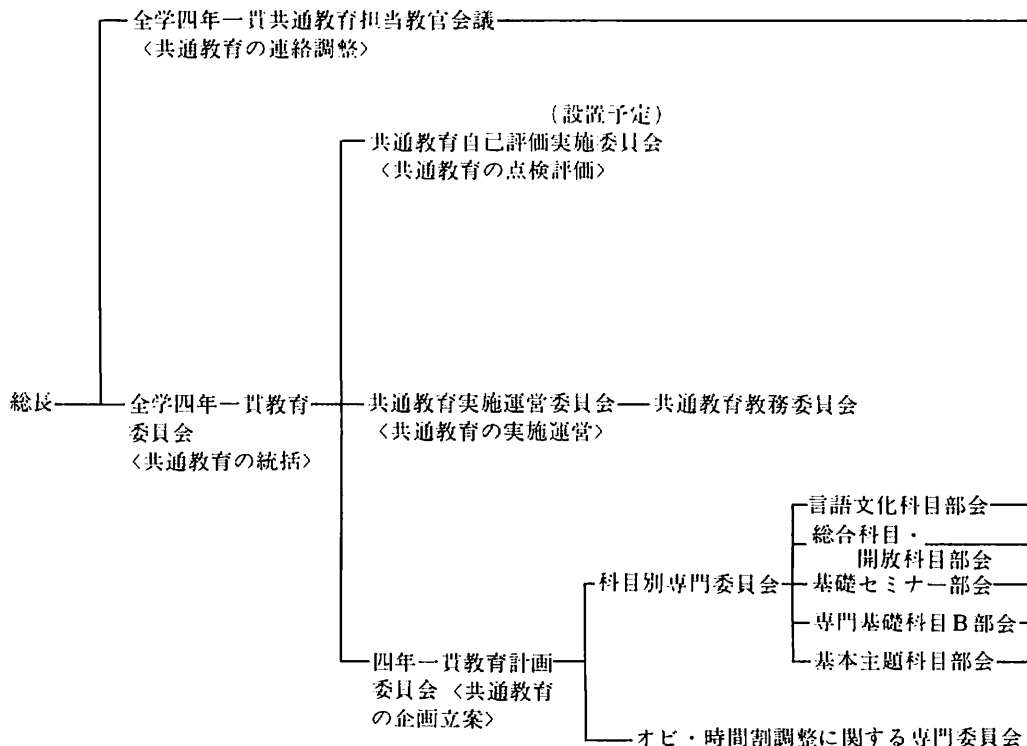 全学四年一貫共通教育担当教官会議
〈共通教育の連絡調整〉
(設置予定)
共通教育自己評価実施委員会
〈共通教育の点検評価〉
総長
全学四年一貫教育
委員会
〈共通教育の統括〉
共通教育実施運営委員会
〈共通教育の実施運営〉
共通教育教務委員会
言語文化科目部会
総合科目・
開放科目部会
科目別専門委員会
基礎セミナー部会
専門基礎科目B部会
基本主題科目部会
四年一貫教育計画
委員会〈共通教育
の企画立案〉
オビ・時間割調整に関する専門委員会